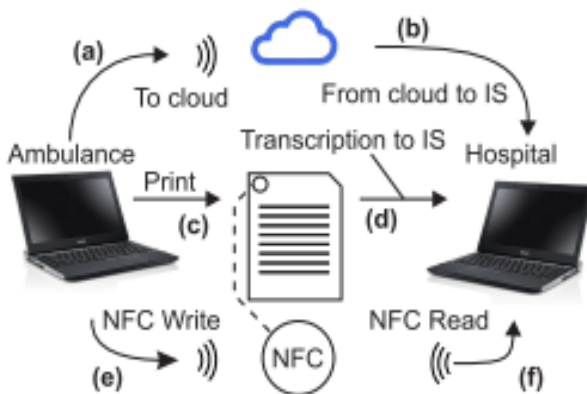 (a)
(b)
To cloud
From cloud to IS
Transcription to IS
Ambulance
Hospital
Print
(c)
(d)
NFC Write
NFC Read
NFC
(e)
(f)